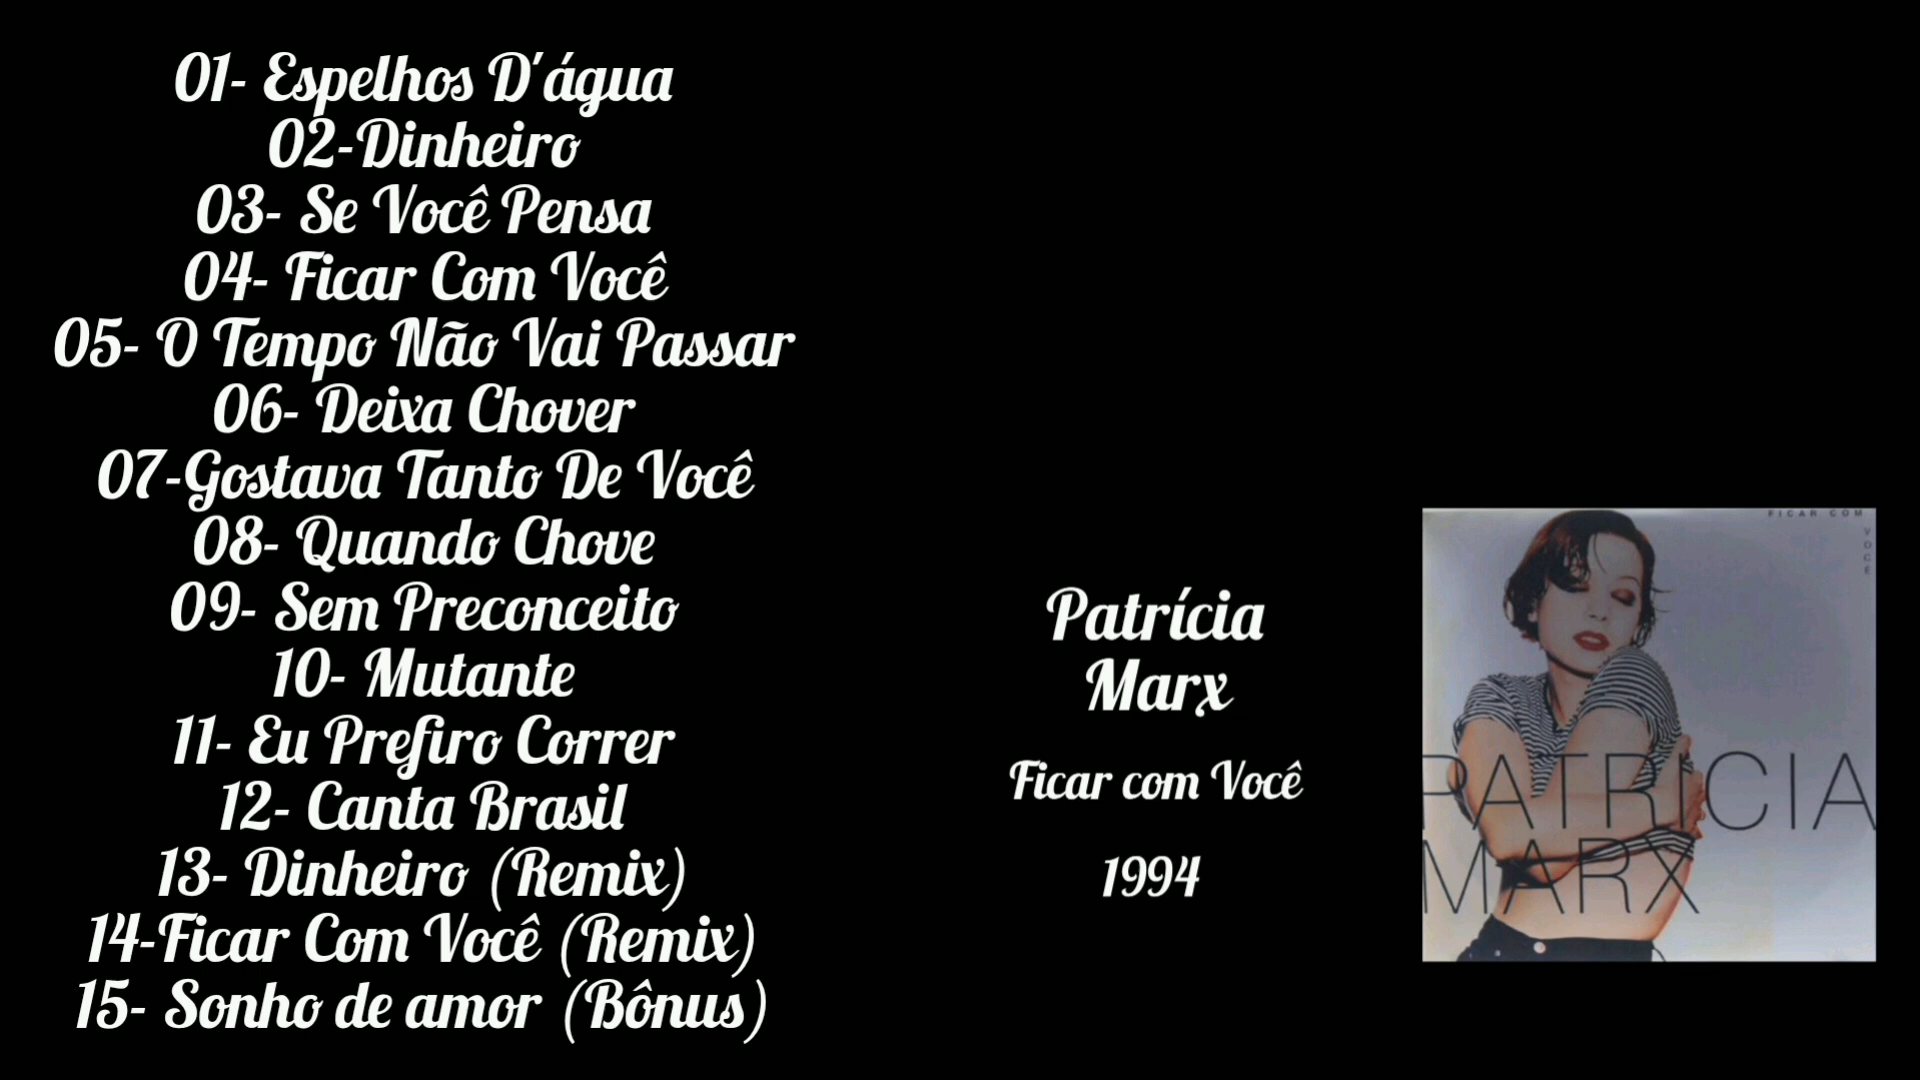 01- Espelhos D'água
02-Dinheiro
03- Se Você Pensa
04- Ficar Com Você
05- O Tempo Não Vai Passar
06- Deixa Chover
07-Gostava Tanto De Você
08- Quando Chove
09- Sem Preconceito
10- Mutante
11- Eu Prefiro Correr
12- Canta Brasil
13- Dinheiro (Remix)
14-Ficar Com Você (Remix)
15- Sonho de amor (Bônus)
Patrícia
Marx
Ficar com Você
1994
FICAR COM
VOCÊ
PATRICIA
MARX